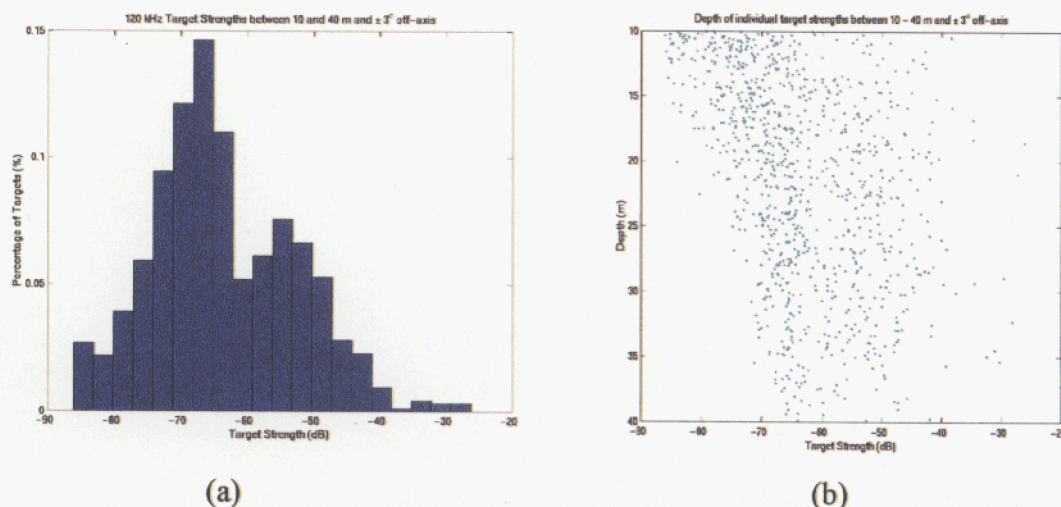 120 kHz Target Strengths between 10 and 40 m and ± 3° off-axis
0.15
0.1
0.05
0
Percentage of Targets (%)
-90 -80 -70 -60 -50 -40 -30 -20
Target Strength (dB)
(a)
Depth of individual target strengths between 10 - 40 m and ± 3° off-axis
10
15
20
25
30
35
40
Depth (m)
-90 -80 -70 -60 -50 -40 -30 -20
Target Strength (dB)
(b)